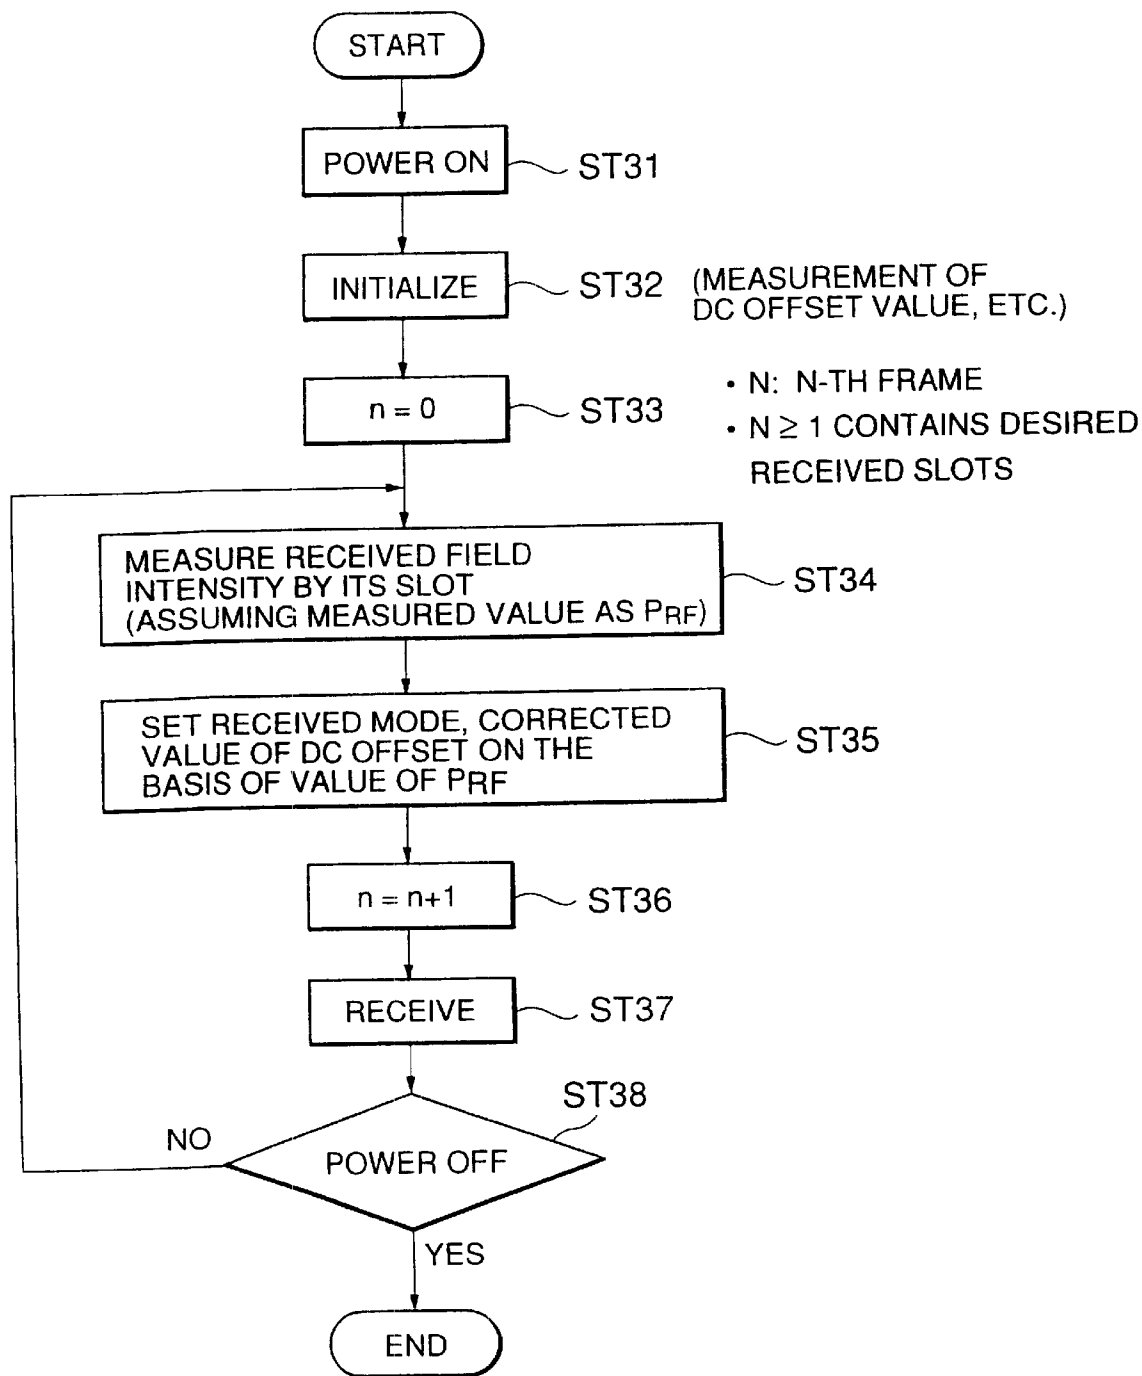 START
POWER ON
ST31
INITIALIZE
ST32
(MEASUREMENT OF
DC OFFSET VALUE, ETC.)
n = 0
ST33
• N: N-TH FRAME
• N ≥ 1 CONTAINS DESIRED
RECEIVED SLOTS
MEASURE RECEIVED FIELD
INTENSITY BY ITS SLOT
(ASSUMING MEASURED VALUE AS PRF)
ST34
SET RECEIVED MODE, CORRECTED
VALUE OF DC OFFSET ON THE
BASIS OF VALUE OF PRF
ST35
n = n+1
ST36
RECEIVE
ST37
ST38
NO
POWER OFF
YES
END